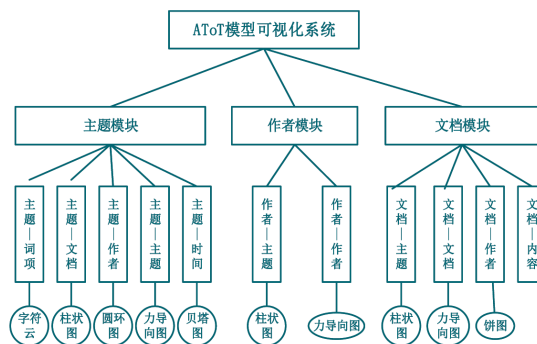 AToT模型可视化系统
主题模块
作者模块
文档模块
主题—词项
主题—文档
主题—作者
主题—主题
主题—时间
作者—主题
作者—作者
文档—主题
文档—文档
文档—作者
文档—内容
字符云
柱状图
圆环图
力导向图
贝塔图
柱状图
力导向图
柱状图
力导向图
饼图